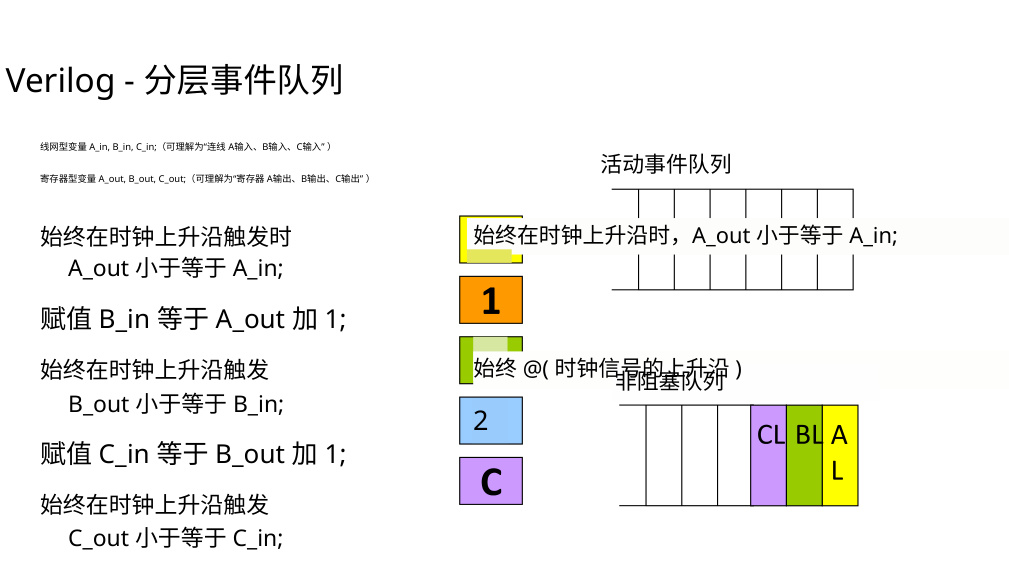 Verilog - 分层事件队列
线网型变量 A_in, B_in, C_in;（可理解为“连线 A输入、B输入、C输入” ）
寄存器型变量 A_out, B_out, C_out;（可理解为“寄存器 A输出、B输出、C输出” ）
始终在时钟上升沿触发时
A_out 小于等于 A_in;
赋值 B_in 等于 A_out 加 1;
始终在时钟上升沿触发
B_out 小于等于 B_in;
赋值 C_in 等于 B_out 加 1;
始终在时钟上升沿触发
C_out 小于等于 C_in;
活动事件队列
始终在时钟上升沿时，A_out 小于等于 A_in;
1
始终 @( 时钟信号的上升沿 )
非阻塞队列
2
C
CL
BL
A
L